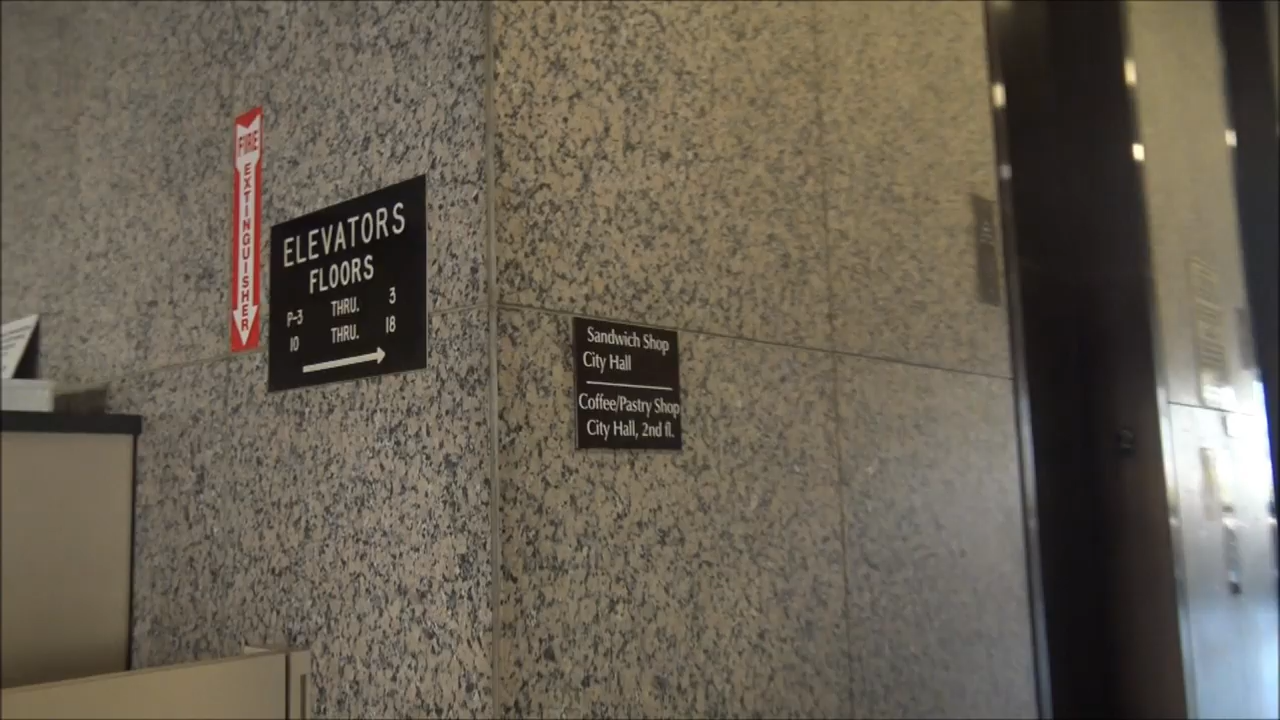 FIRE
EXTINGUISHER
ELEVATORS
FLOORS
P-3 THRU. 3
10 THRU. 18
Sandwich Shop
City Hall
Coffee/Pastry Shop
City Hall, 2nd fl.